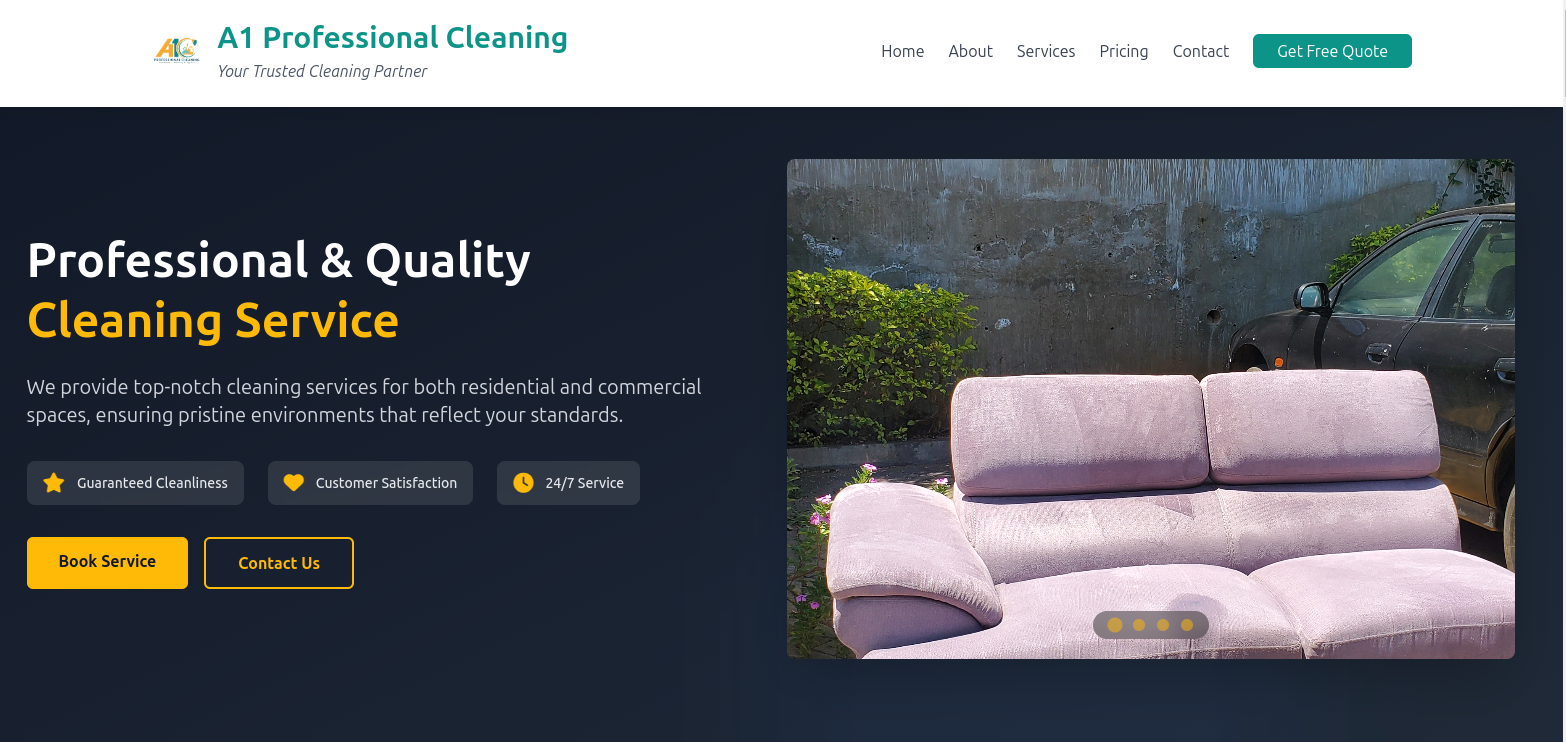 A1C
PROFESSIONAL CLEANING
A1 Professional Cleaning
Your Trusted Cleaning Partner
Home About Services Pricing Contact Get Free Quote
Professional & Quality
Cleaning Service
We provide top-notch cleaning services for both residential and commercial
spaces, ensuring pristine environments that reflect your standards.
Guaranteed Cleanliness Customer Satisfaction 24/7 Service
Book Service Contact Us